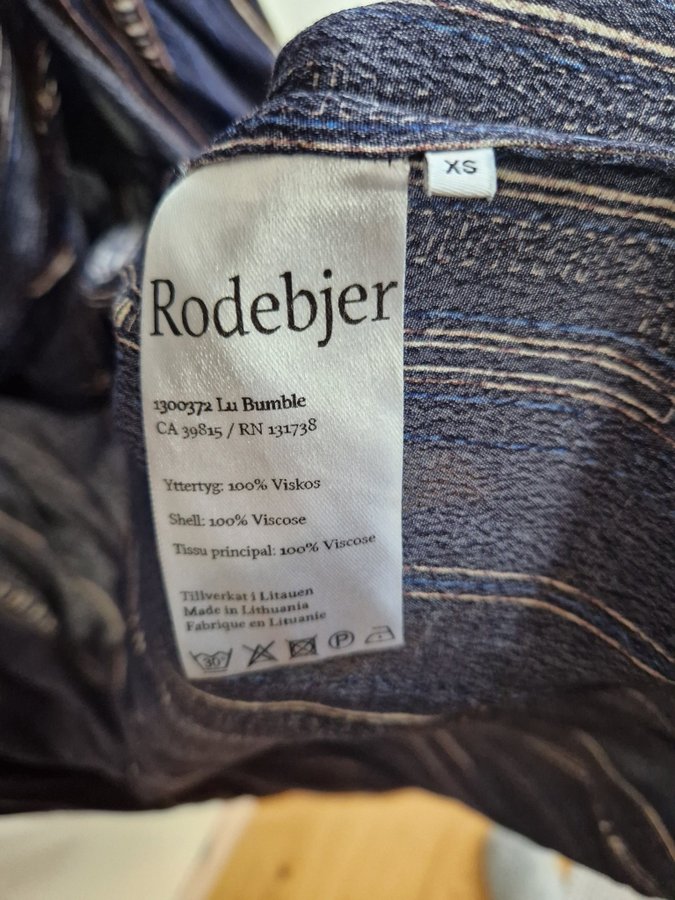 XS
Rodebjer
1300372 Lu Bumble
CA 39815 / RN 131738
Yttertyg: 100% Viskos
Shell: 100% Viscose
Tissu principal: 100% Viscose
Tillverkat i Litauen
Made in Lithuania
Fabrique en Lituanie
30° P